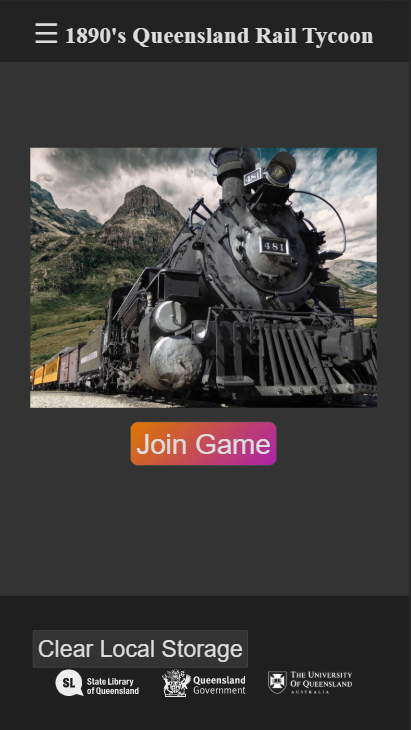 ☰ 1890's Queensland Rail Tycoon
481
481
Join Game
Clear Local Storage
SL
State Library
of Queensland
Queensland
Government
THE UNIVERSITY
OF QUEENSLAND
AUSTRALIA